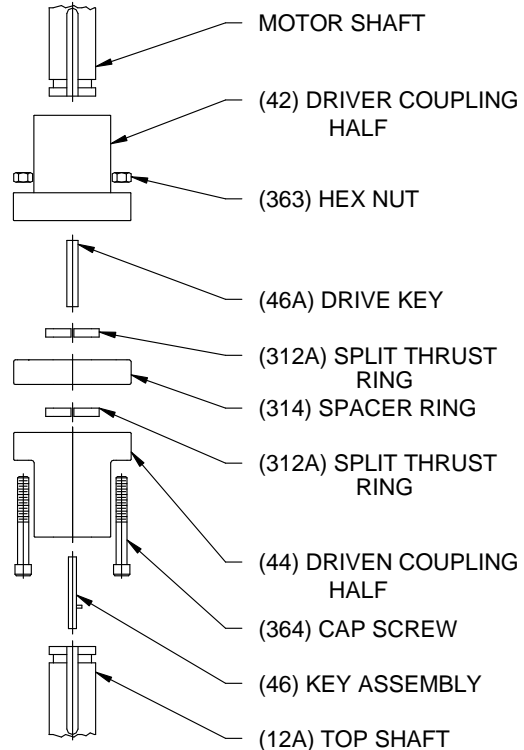 MOTOR SHAFT
(42) DRIVER COUPLING
HALF
(363) HEX NUT
(46A) DRIVE KEY
(312A) SPLIT THRUST
RING
(314) SPACER RING
(312A) SPLIT THRUST
RING
(44) DRIVEN COUPLING
HALF
(364) CAP SCREW
(46) KEY ASSEMBLY
(12A) TOP SHAFT